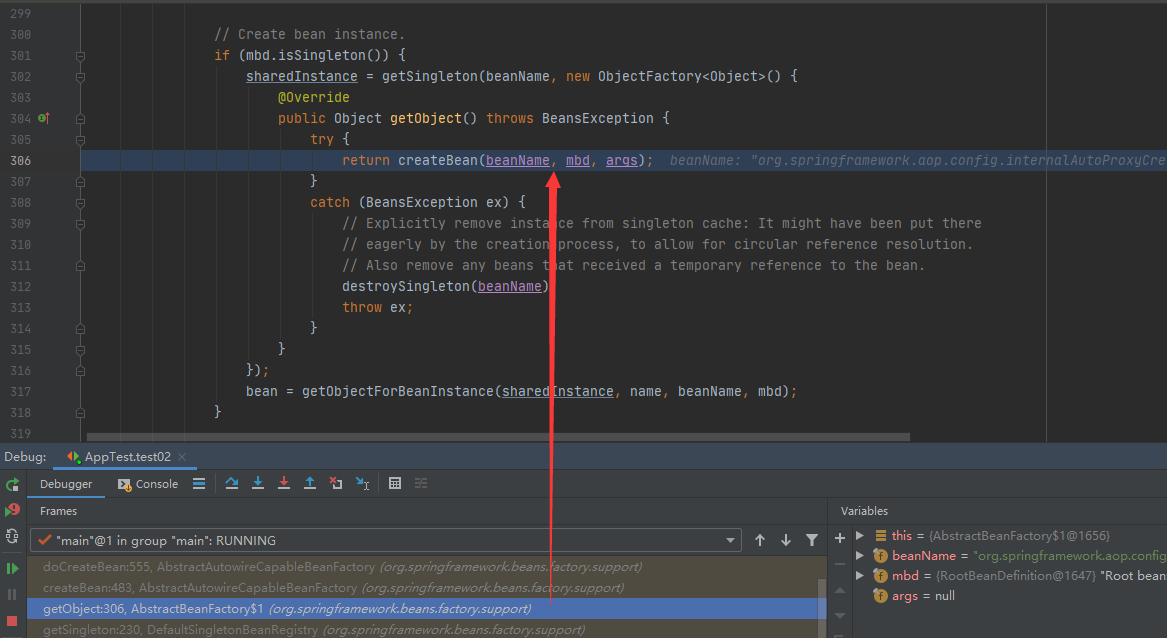 299
300 // Create bean instance.
301 if (mbd.isSingleton()) {
302 sharedInstance = getSingleton(beanName, new ObjectFactory<Object>() {
303 @Override
304 public Object getObject() throws BeansException {
305 try {
306 return createBean(beanName, mbd, args); beanName: "org.springframework.aop.config.internalAutoProxyCre
307 }
308 catch (BeansException ex) {
309 // Explicitly remove instance from singleton cache: It might have been put there
310 // eagerly by the creation process, to allow for circular reference resolution.
311 // Also remove any beans that received a temporary reference to the bean.
312 destroySingleton(beanName)
313 throw ex;
314 }
315 }
316 });
317 bean = getObjectForBeanInstance(sharedInstance, name, beanName, mbd);
318 }
319
Debug: AppTest.test02
Debugger Console
Frames
"main"@1 in group "main": RUNNING
doCreateBean:555, AbstractAutowireCapableBeanFactory (org.springframework.beans.factory.support)
createBean:483, AbstractAutowireCapableBeanFactory (org.springframework.beans.factory.support)
getObject:306, AbstractBeanFactory$1 (org.springframework.beans.factory.support)
getSingleton:230, DefaultSingletonBeanRegistry (org.springframework.beans.factory.support)
Variables
this = {AbstractBeanFactory$1@1656}
beanName = "org.springframework.aop.config
mbd = {RootBeanDefinition@1647} "Root bean
args = null